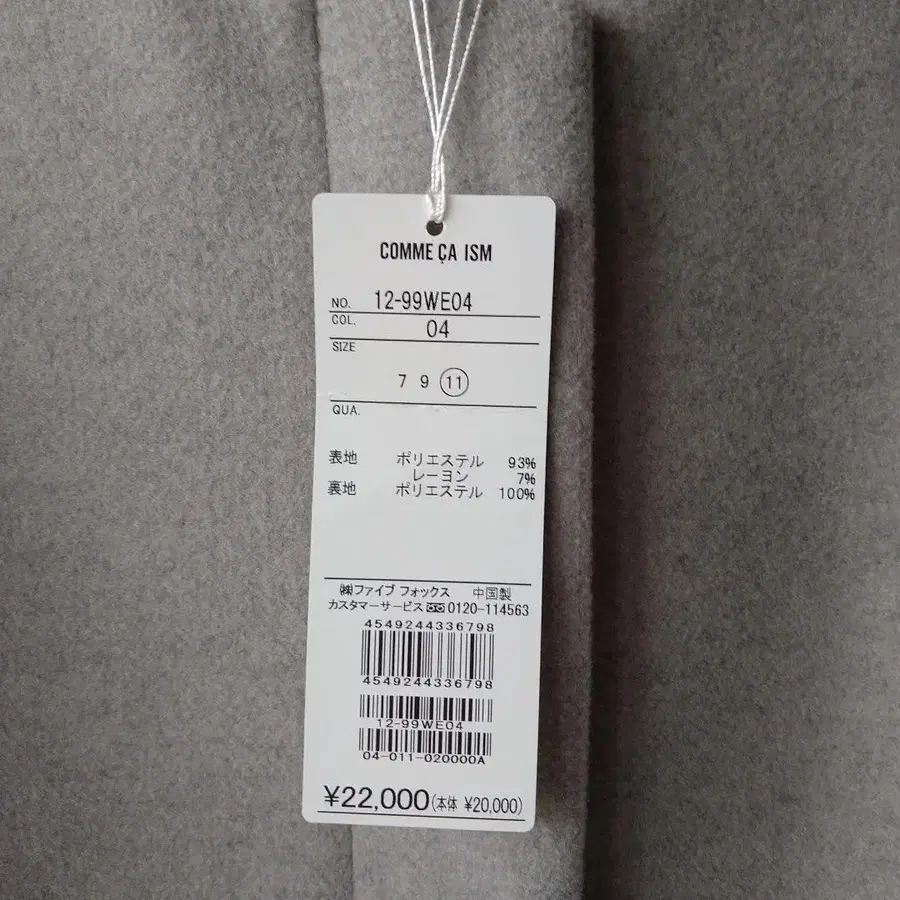 COMME ÇA ISM
NO. 12-99WE04
COL. 04
SIZE
7 9 11
QUA.
表地 ポリエステル 93%
レーヨン 7%
裏地 ポリエステル 100%
㈱ファイブ フォックス 中国製
カスタマーサービス 0120-114563
4549244336798
4549244336798
12-99WE04
04-011-020000A
¥22,000(本体 ¥20,000)